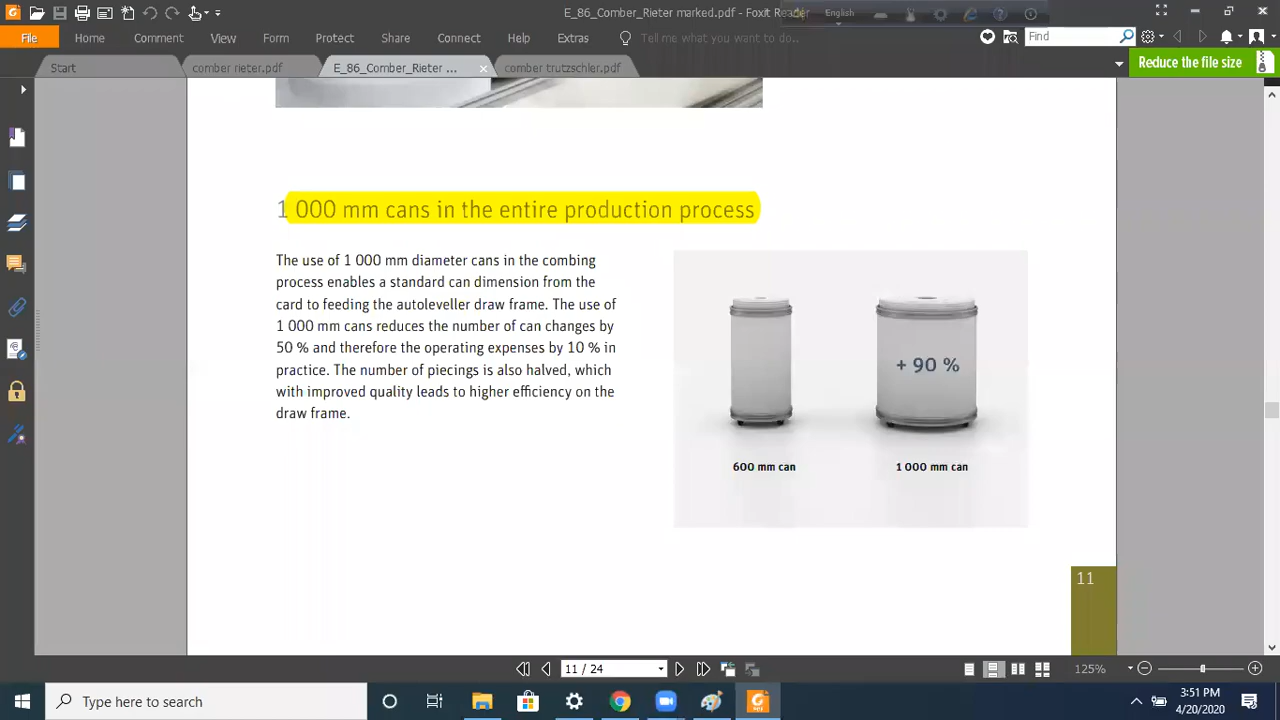 E_86_Comber_Rieter marked.pdf - Foxit Reader
English
File Home Comment View Form Protect Share Connect Help Extras Tell me what you want to do.. Find
Start comber rieter.pdf E_86_Comber_Rieter ... comber trutzschler.pdf Reduce the file size
1 000 mm cans in the entire production process
The use of 1 000 mm diameter cans in the combing
process enables a standard can dimension from the
card to feeding the autoleveller draw frame. The use of
1 000 mm cans reduces the number of can changes by
50 % and therefore the operating expenses by 10 % in
practice. The number of piecings is also halved, which
with improved quality leads to higher efficiency on the
draw frame.
+ 90 %
600 mm can 1 000 mm can
11
11 / 24 125%
Type here to search
3:51 PM
4/20/2020